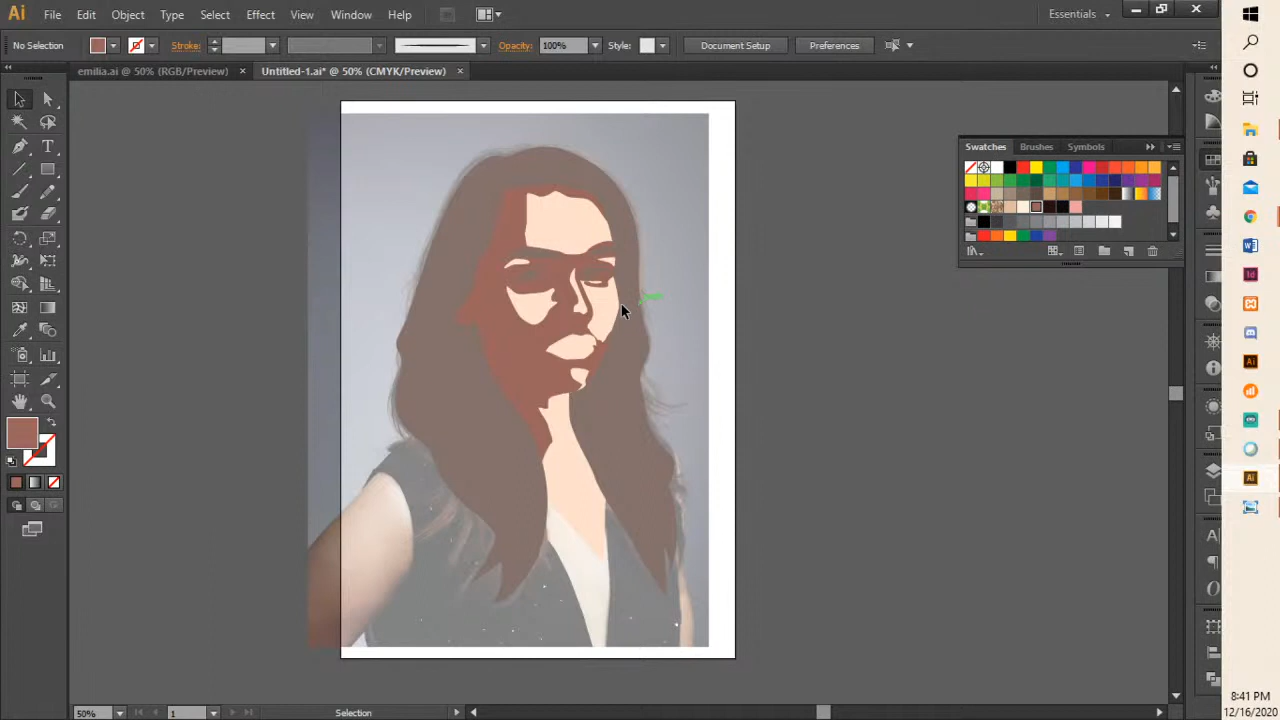 Ai File Edit Object Type Select Effect View Window Help Essentials
No Selection Stroke: Opacity: 100% Style: Document Setup Preferences
emilia.ai @ 50% (RGB/Preview) × Untitled-1.ai* @ 50% (CMYK/Preview) ×
Swatches Brushes Symbols
50% 1 Selection
8:41 PM
12/16/2020